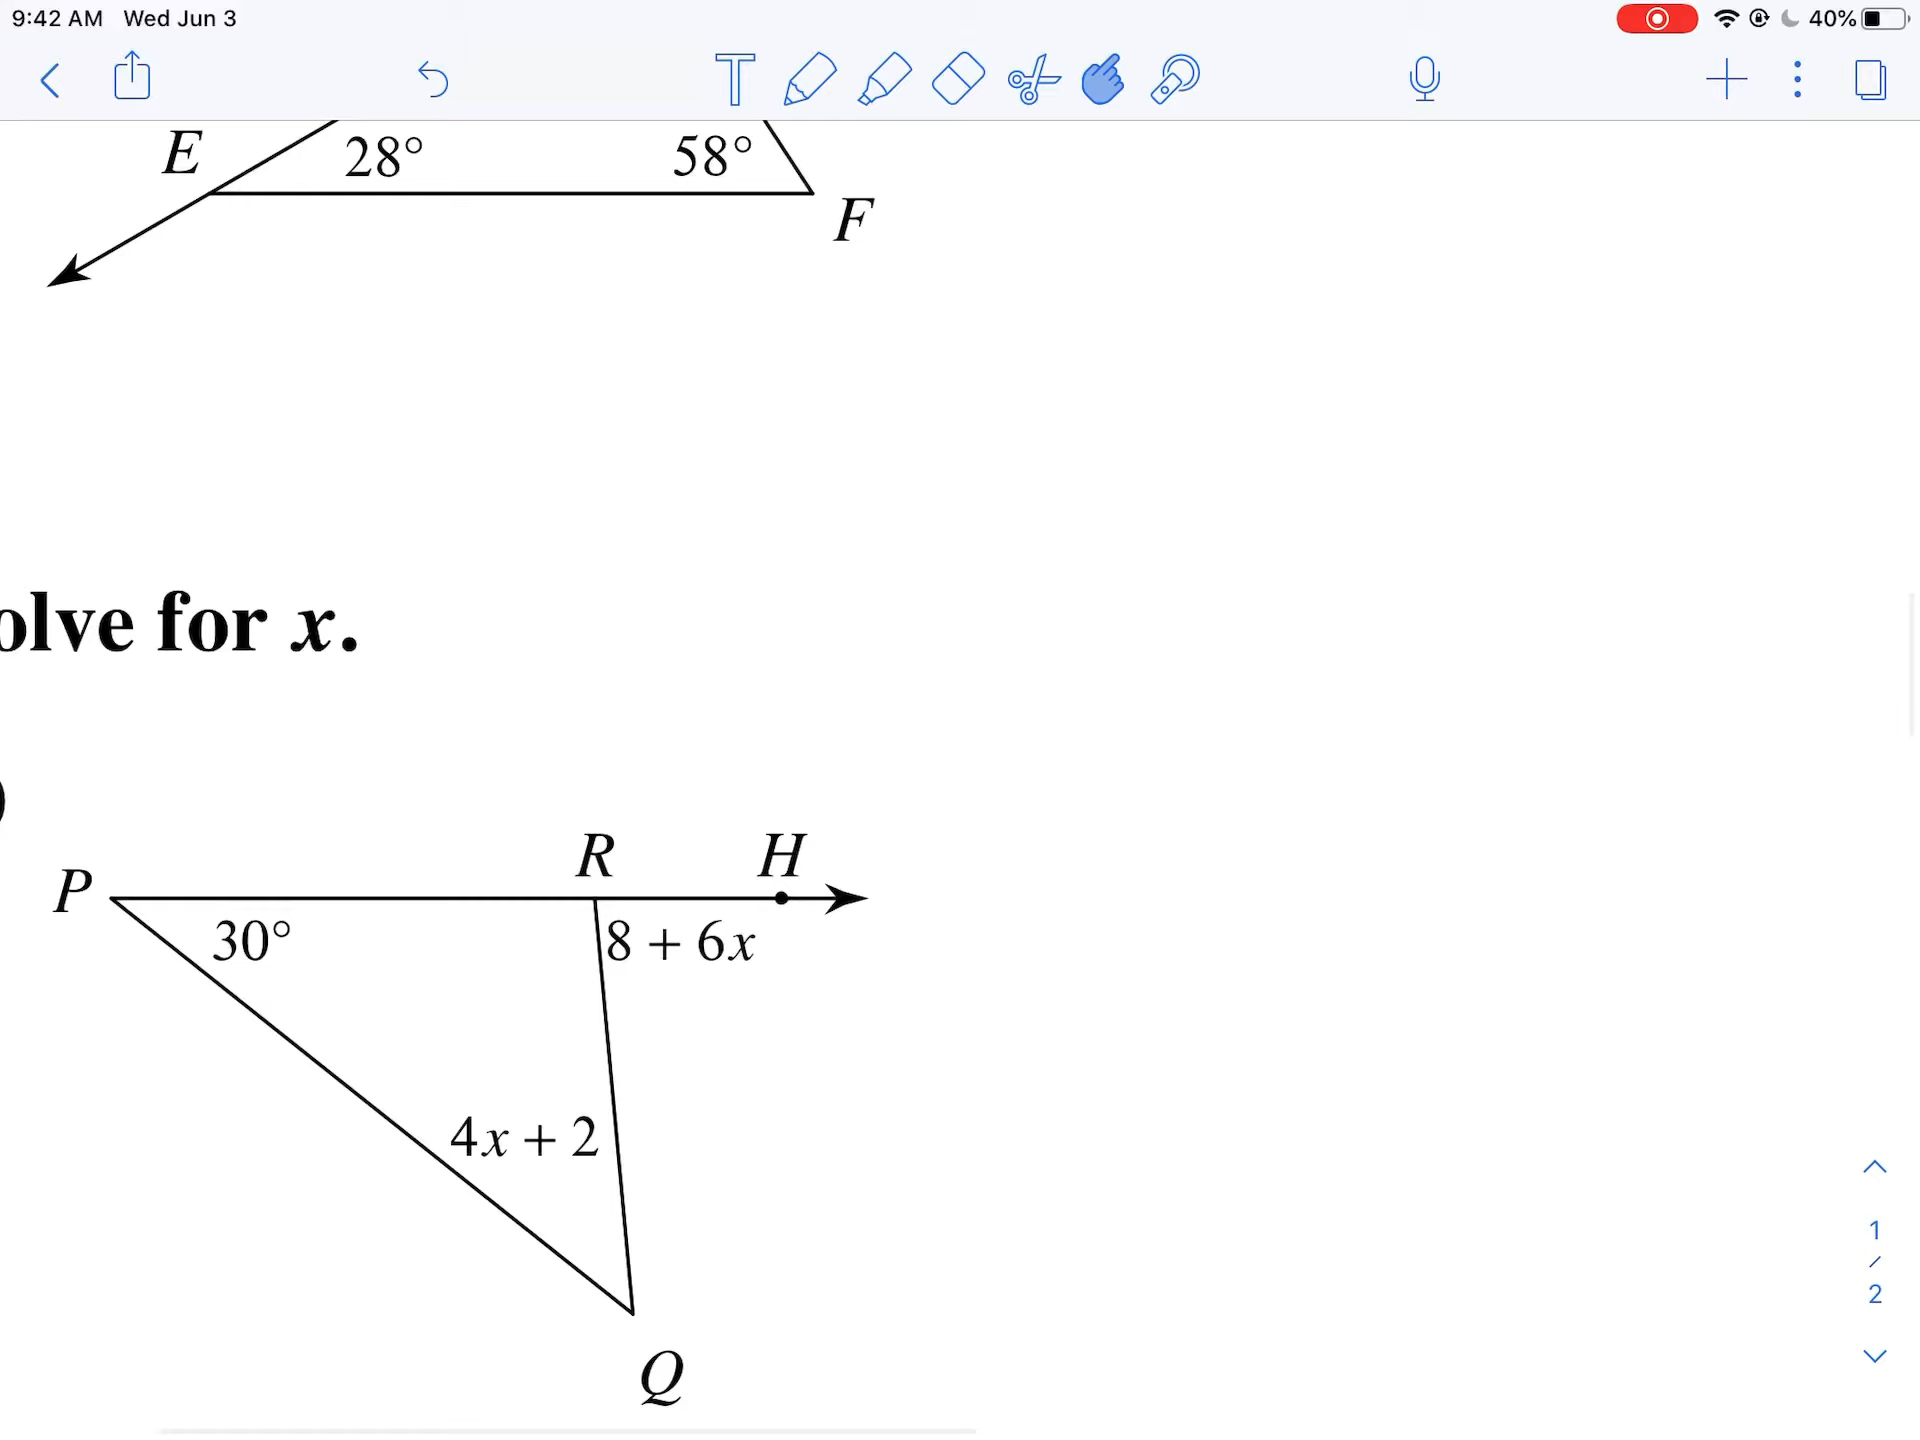 9:42 AM Wed Jun 3
40%
T
E
28°
58°
F
olve for x.
)
P
R
H
30°
8 + 6x
4x + 2
Q
1
/
2